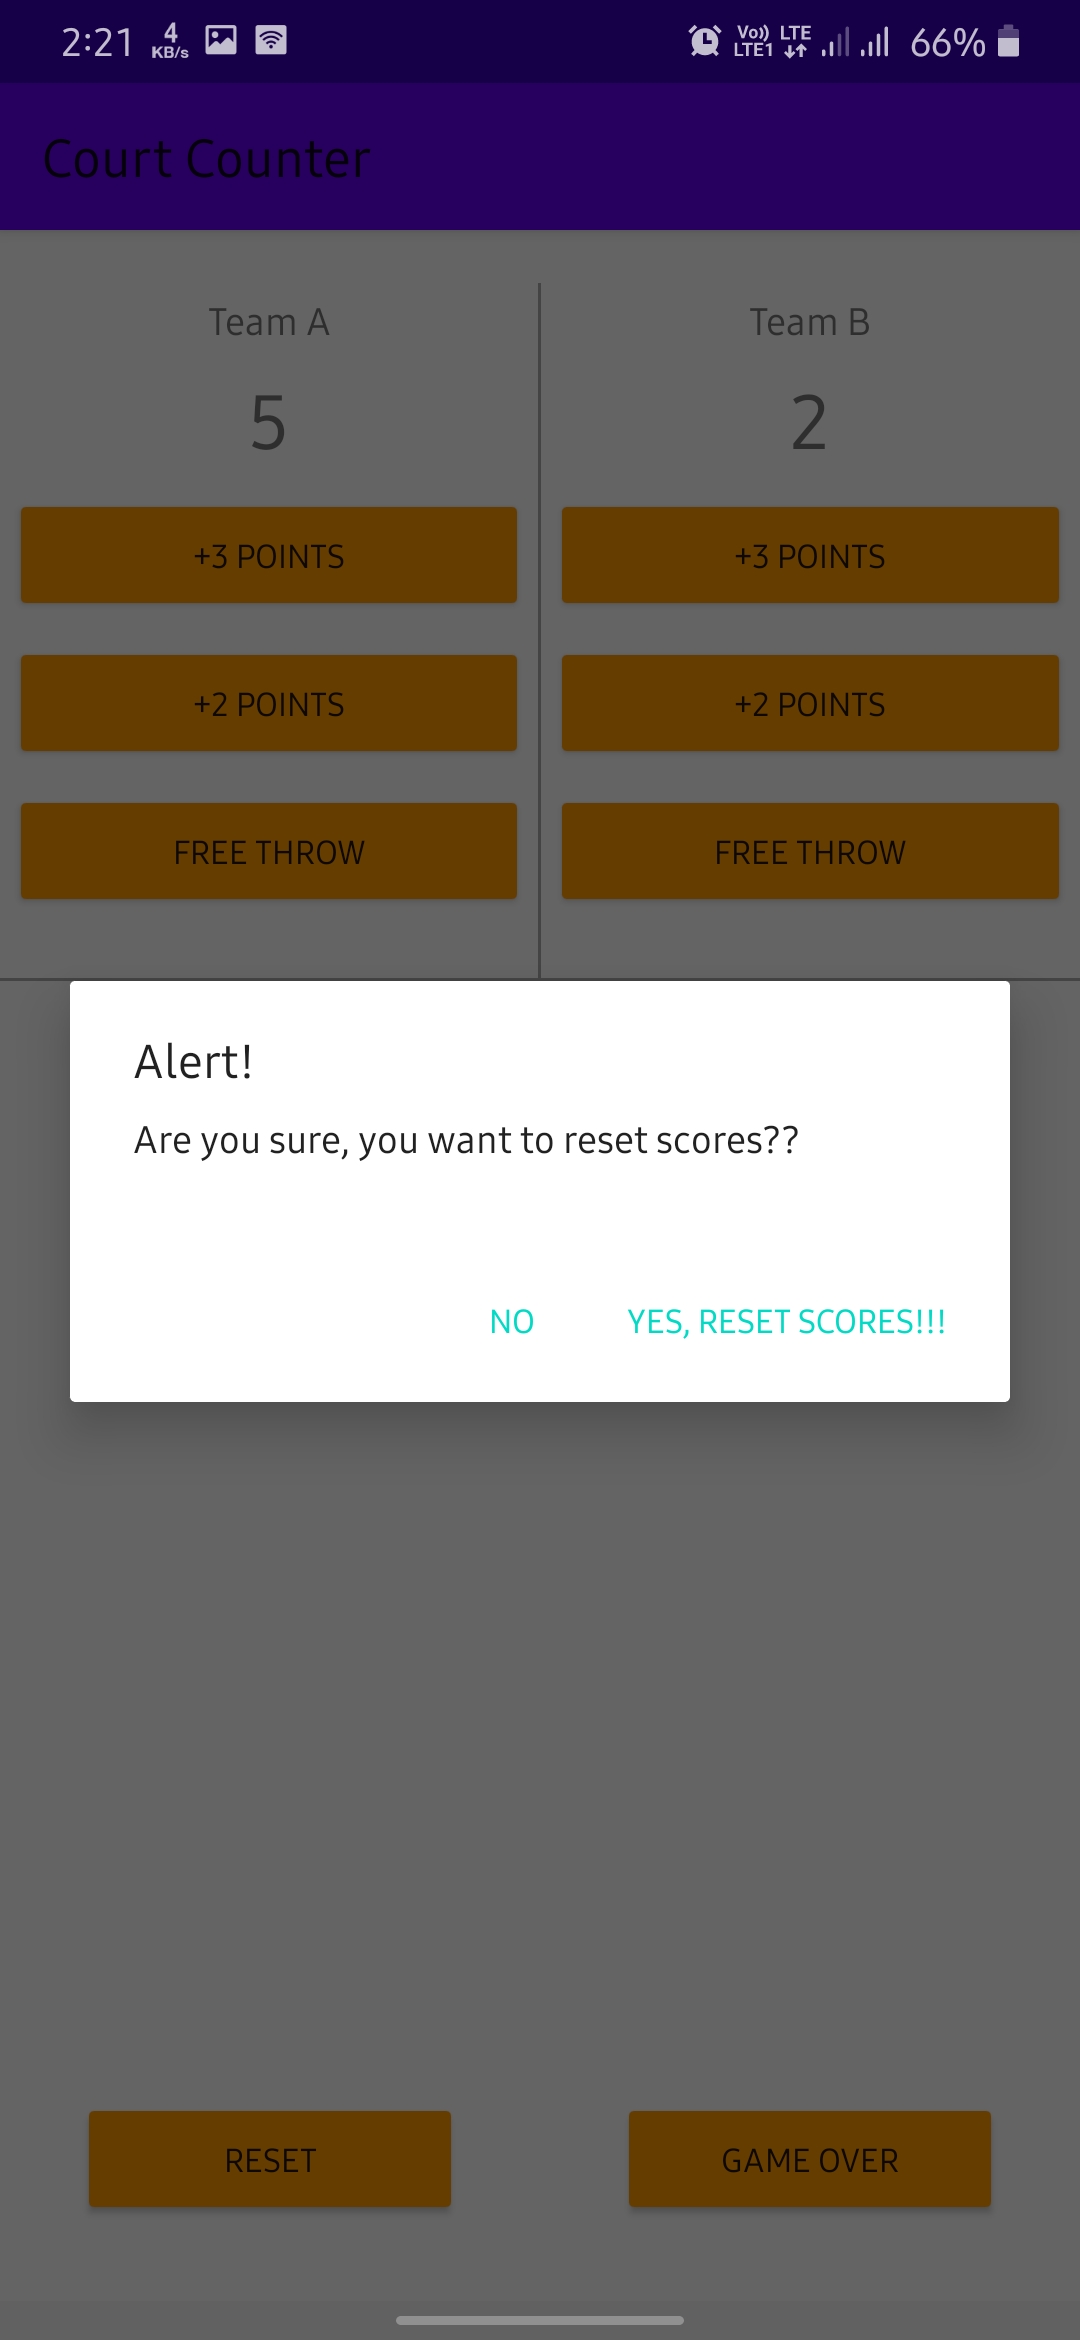 2:21 4 KB/s Vo)) LTE1 LTE 66%
Court Counter
Team A Team B
5 2
+3 POINTS +3 POINTS
+2 POINTS +2 POINTS
FREE THROW FREE THROW
Alert!
Are you sure, you want to reset scores??
NO YES, RESET SCORES!!!
RESET GAME OVER